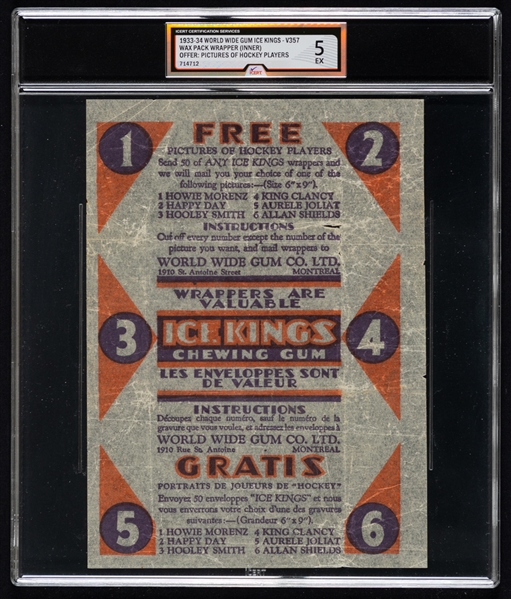 ICERT CERTIFICATION SERVICES
1933-34 WORLD WIDE GUM ICE KINGS - V357
WAX PACK WRAPPER (INNER)
OFFER: PICTURES OF HOCKEY PLAYERS
714712
ICERT
5
EX
1
2
FREE
PICTURES OF HOCKEY PLAYERS
Send 50 of ANY ICE KINGS wrappers and
we will mail you your choice of one of the
following pictures:—(Size 6"x9").
1 HOWIE MORENZ 4 KING CLANCY
2 HAPPY DAY 5 AURELE JOLIAT
3 HOOLEY SMITH 6 ALLAN SHIELDS
INSTRUCTIONS
Cut off every number except the number of the
picture you want, and mail wrappers to
WORLD WIDE GUM CO. LTD.
1910 St. Antoine Street MONTREAL
WRAPPERS ARE
VALUABLE
3
ICE KINGS
CHEWING GUM
4
LES ENVELOPPES SONT
DE VALEUR
INSTRUCTIONS
Découpez chaque numéro, sauf la numéro de la
gravure que vous voulez, et adressez les enveloppes à
WORLD WIDE GUM CO. LTD.
1910 Rue St. Antoine MONTREAL
GRATIS
PORTRAITS DE JOUEURS DE "HOCKEY"
Envoyer 50 enveloppes "ICE KINGS" et nous
vous enverrons votre choix d'une des gravures
suivantes:—(Grandeur 6"x9").
1 HOWIE MORENZ 4 KING CLANCY
2 HAPPY DAY 5 AURELE JOLIAT
3 HOOLEY SMITH 6 ALLAN SHIELDS
5
6
ICERT